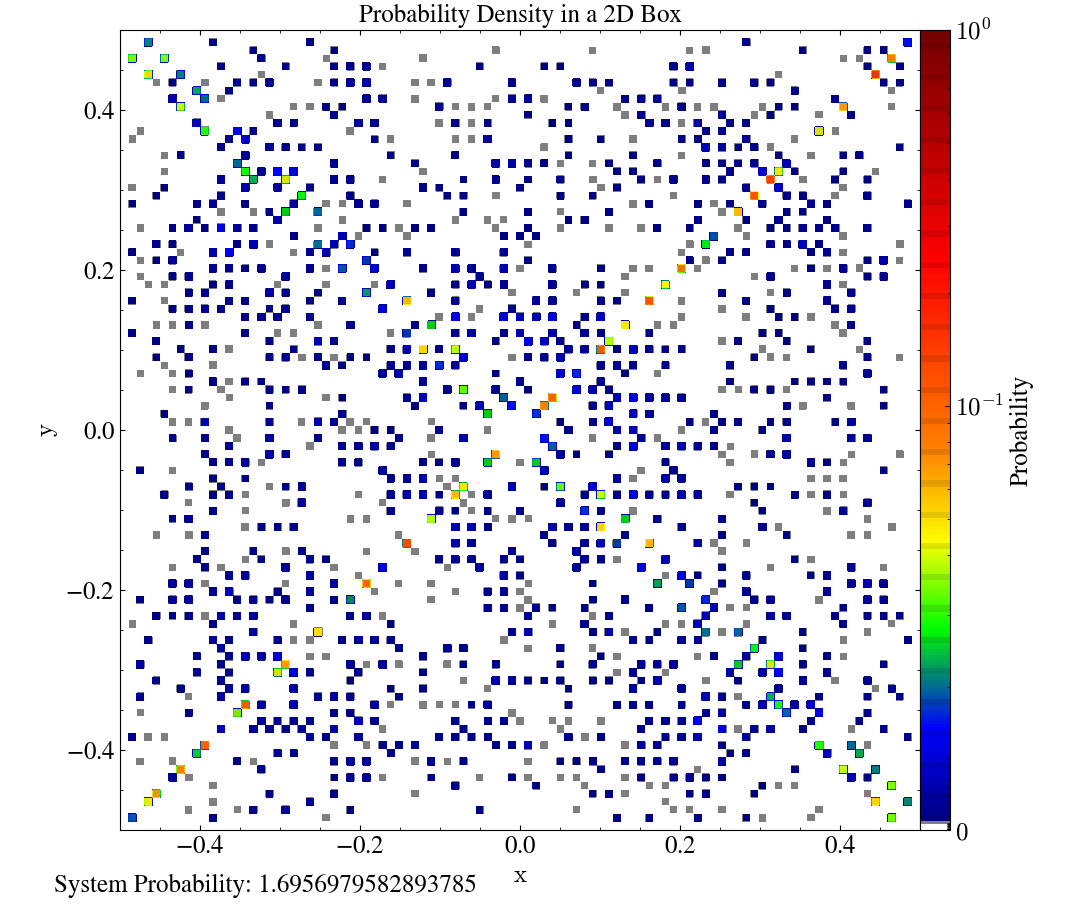 Probability Density in a 2D Box
10^0
0.4
0.2
0.0
−0.2
−0.4
y
10^−1
Probability
0
−0.4 −0.2 0.0 0.2 0.4
x
System Probability: 1.6956979582893785